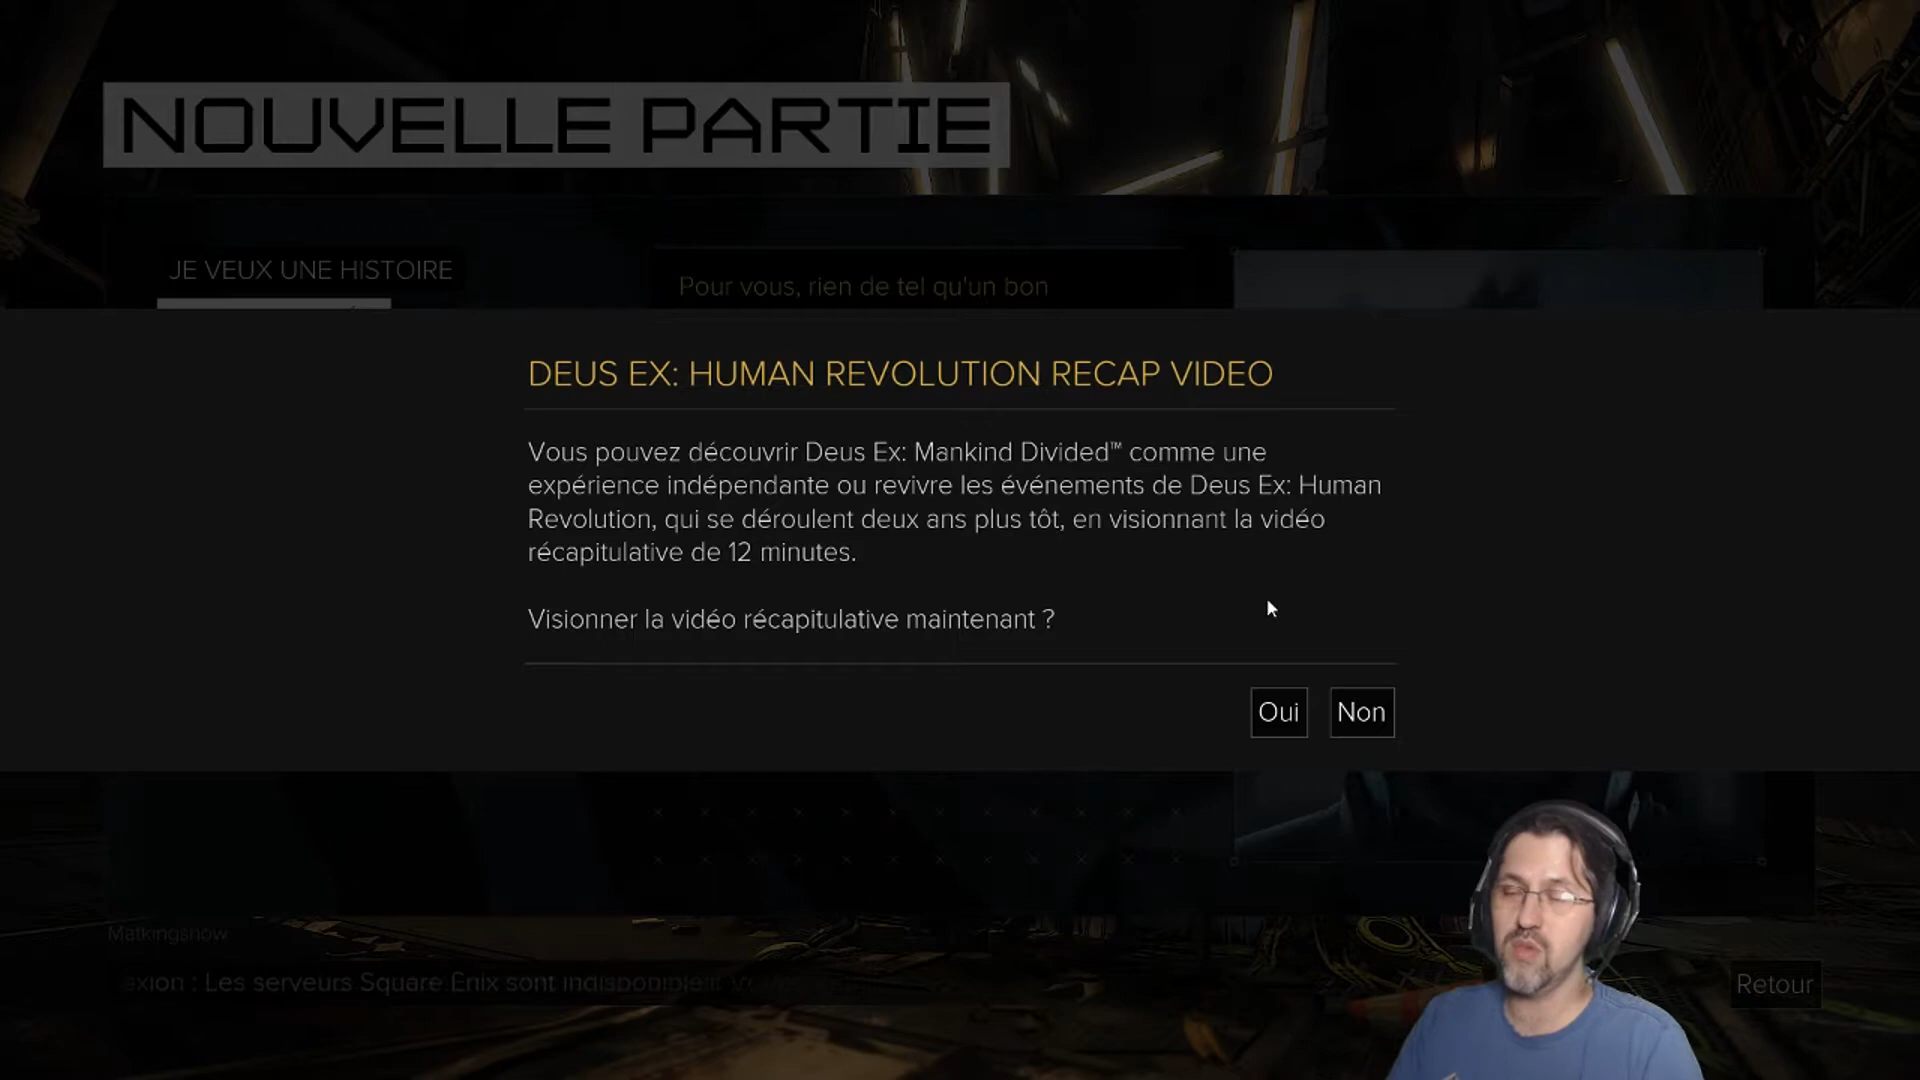 NOUVELLE PARTIE
JE VEUX UNE HISTOIRE
Pour vous, rien de tel qu'un bon
DEUS EX: HUMAN REVOLUTION RECAP VIDEO
Vous pouvez découvrir Deus Ex: Mankind Divided™ comme une
expérience indépendante ou revivre les événements de Deus Ex: Human
Revolution, qui se déroulent deux ans plus tôt, en visionnant la vidéo
récapitulative de 12 minutes.
Visionner la vidéo récapitulative maintenant ?
Oui Non
Matkingsnow
exion : Les serveurs Square Enix sont
Retour